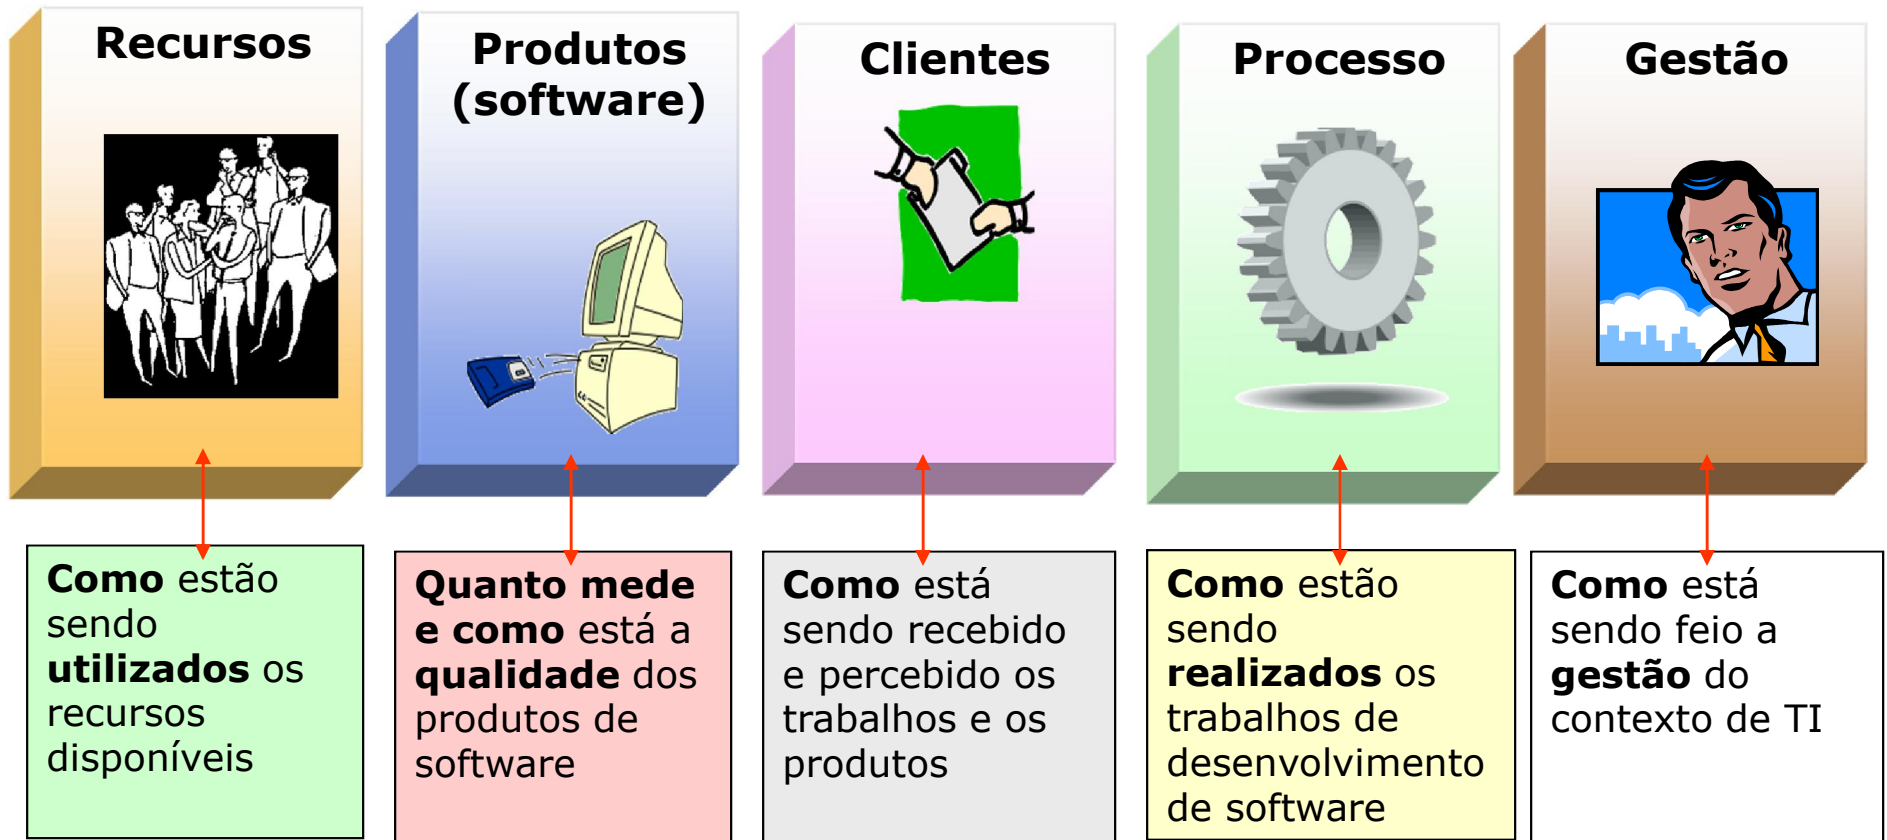 Recursos
Produtos
(software)
Clientes
Processo
Gestão
Como estão
sendo
utilizados os
recursos
disponíveis
Quanto mede
e como está a
qualidade dos
produtos de
software
Como está
sendo recebido
e percebido os
trabalhos e os
produtos
Como estão
sendo
realizados os
trabalhos de
desenvolvimento
de software
Como está
sendo feio a
gestão do
contexto de TI